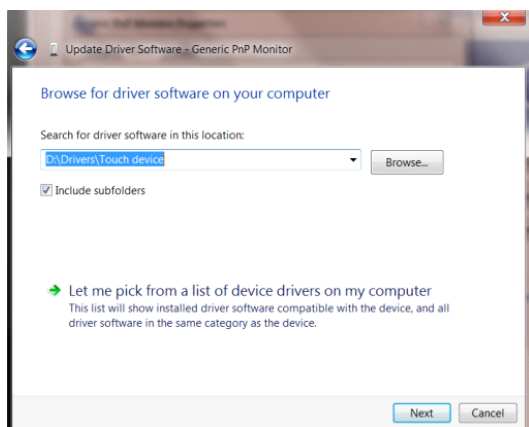 Update Driver Software - Generic PnP Monitor
Browse for driver software on your computer
Search for driver software in this location:
D:\Drivers\Touch device
Browse...
Include subfolders
Let me pick from a list of device drivers on my computer
This list will show installed driver software compatible with the device, and all
driver software in the same category as the device.
Next
Cancel